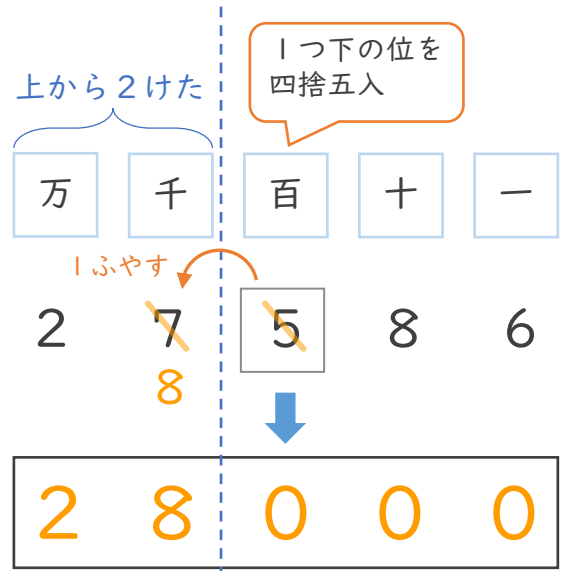 1つ下の位を
四捨五入
上から2けた
万 千 百 十 一
1ふやす
2 7 5 8 6
8
2 8 0 0 0